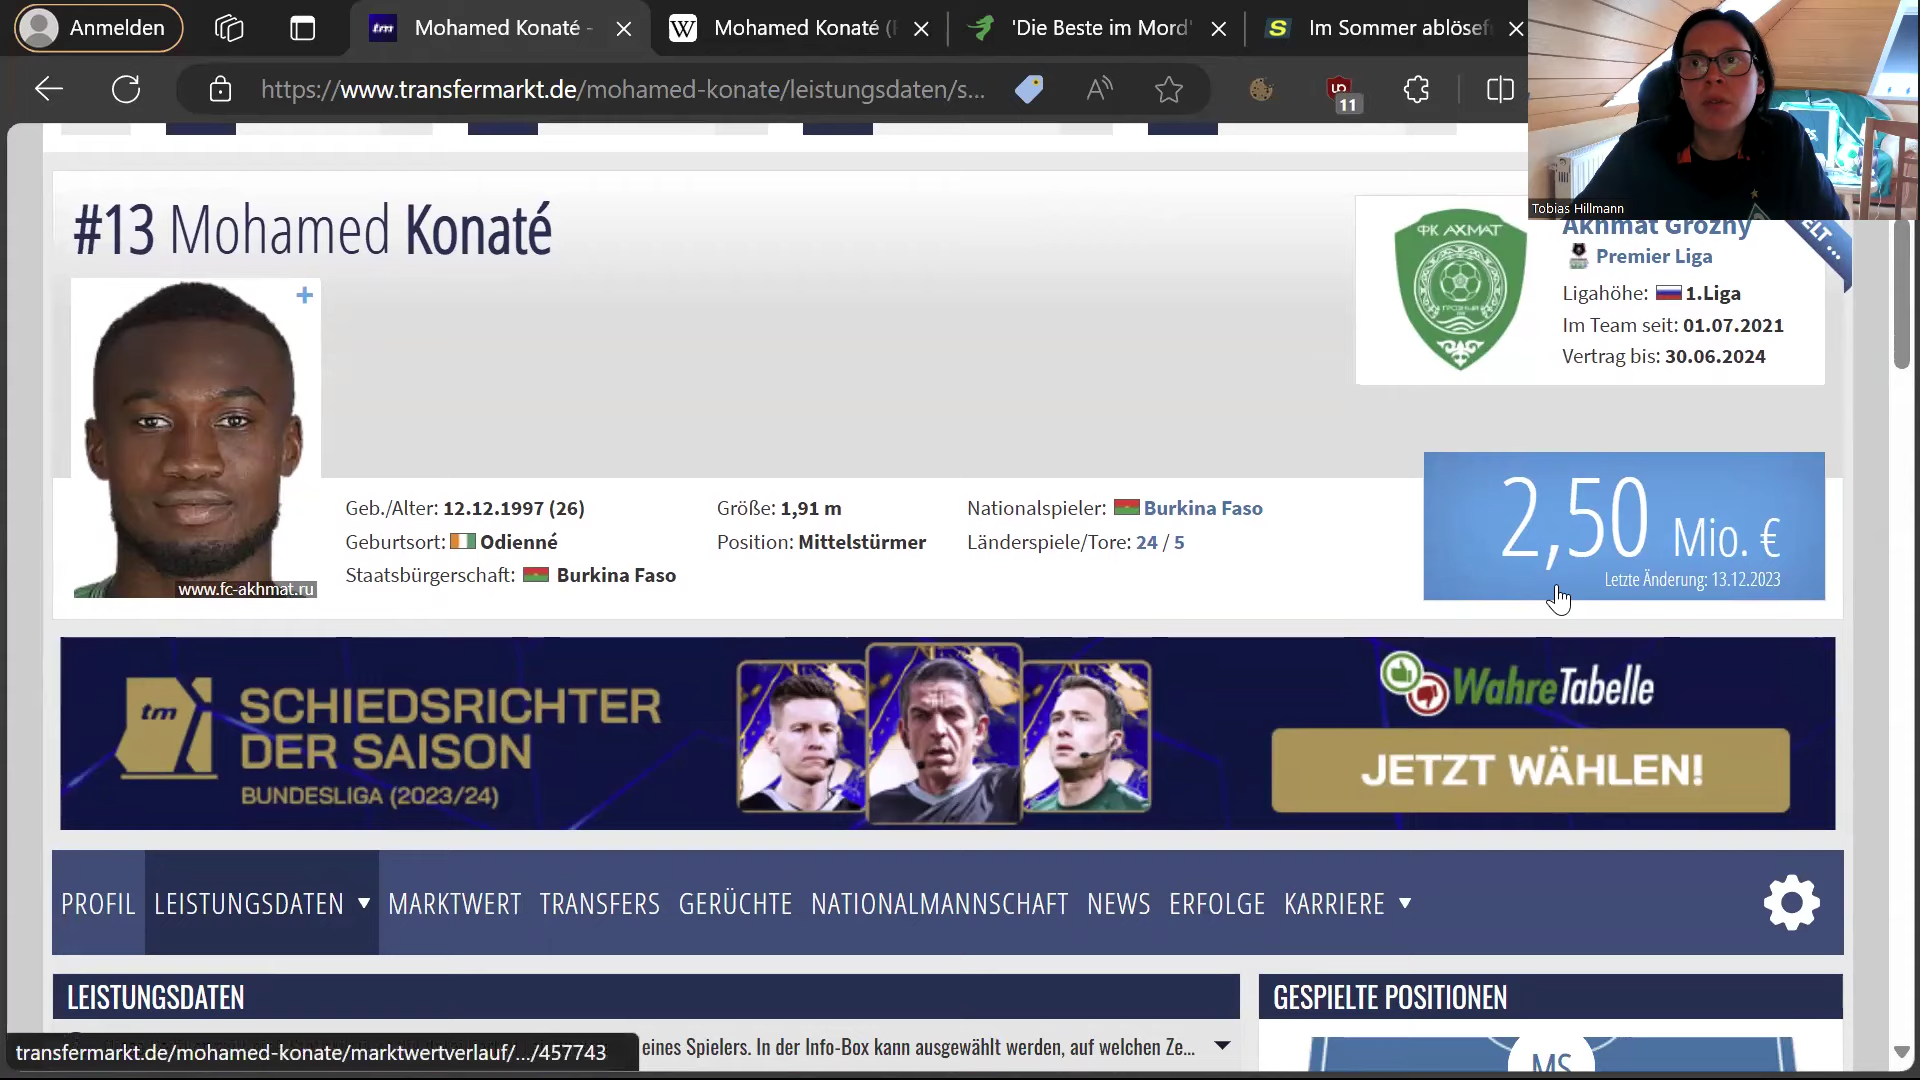 Anmelden
Mohamed Konaté -
Mohamed Konaté (
'Die Beste im Mord'
Im Sommer ablösef
https://www.transfermarkt.de/mohamed-konate/leistungsdaten/s...
11
Tobias Hillmann
#13 Mohamed Konaté
ФК АХМАТ
ГРОЗНЫЙ
Akhmat Grozny
Premier Liga
Ligahöhe: 1.Liga
Im Team seit: 01.07.2021
Vertrag bis: 30.06.2024
ELT ...
www.fc-akhmat.ru
Geb./Alter: 12.12.1997 (26)
Geburtsort: Odienné
Staatsbürgerschaft: Burkina Faso
Größe: 1,91 m
Position: Mittelstürmer
Nationalspieler: Burkina Faso
Länderspiele/Tore: 24 / 5
2,50 Mio. €
Letzte Änderung: 13.12.2023
tm
SCHIEDSRICHTER
DER SAISON
BUNDESLIGA (2023/24)
WahreTabelle
JETZT WÄHLEN!
PROFIL LEISTUNGSDATEN MARKTWERT TRANSFERS GERÜCHTE NATIONALMANNSCHAFT NEWS ERFOLGE KARRIERE
LEISTUNGSDATEN
GESPIELTE POSITIONEN
eines Spielers. In der Info-Box kann ausgewählt werden, auf welchen Ze...
MS
transfermarkt.de/mohamed-konate/marktwertverlauf/.../457743